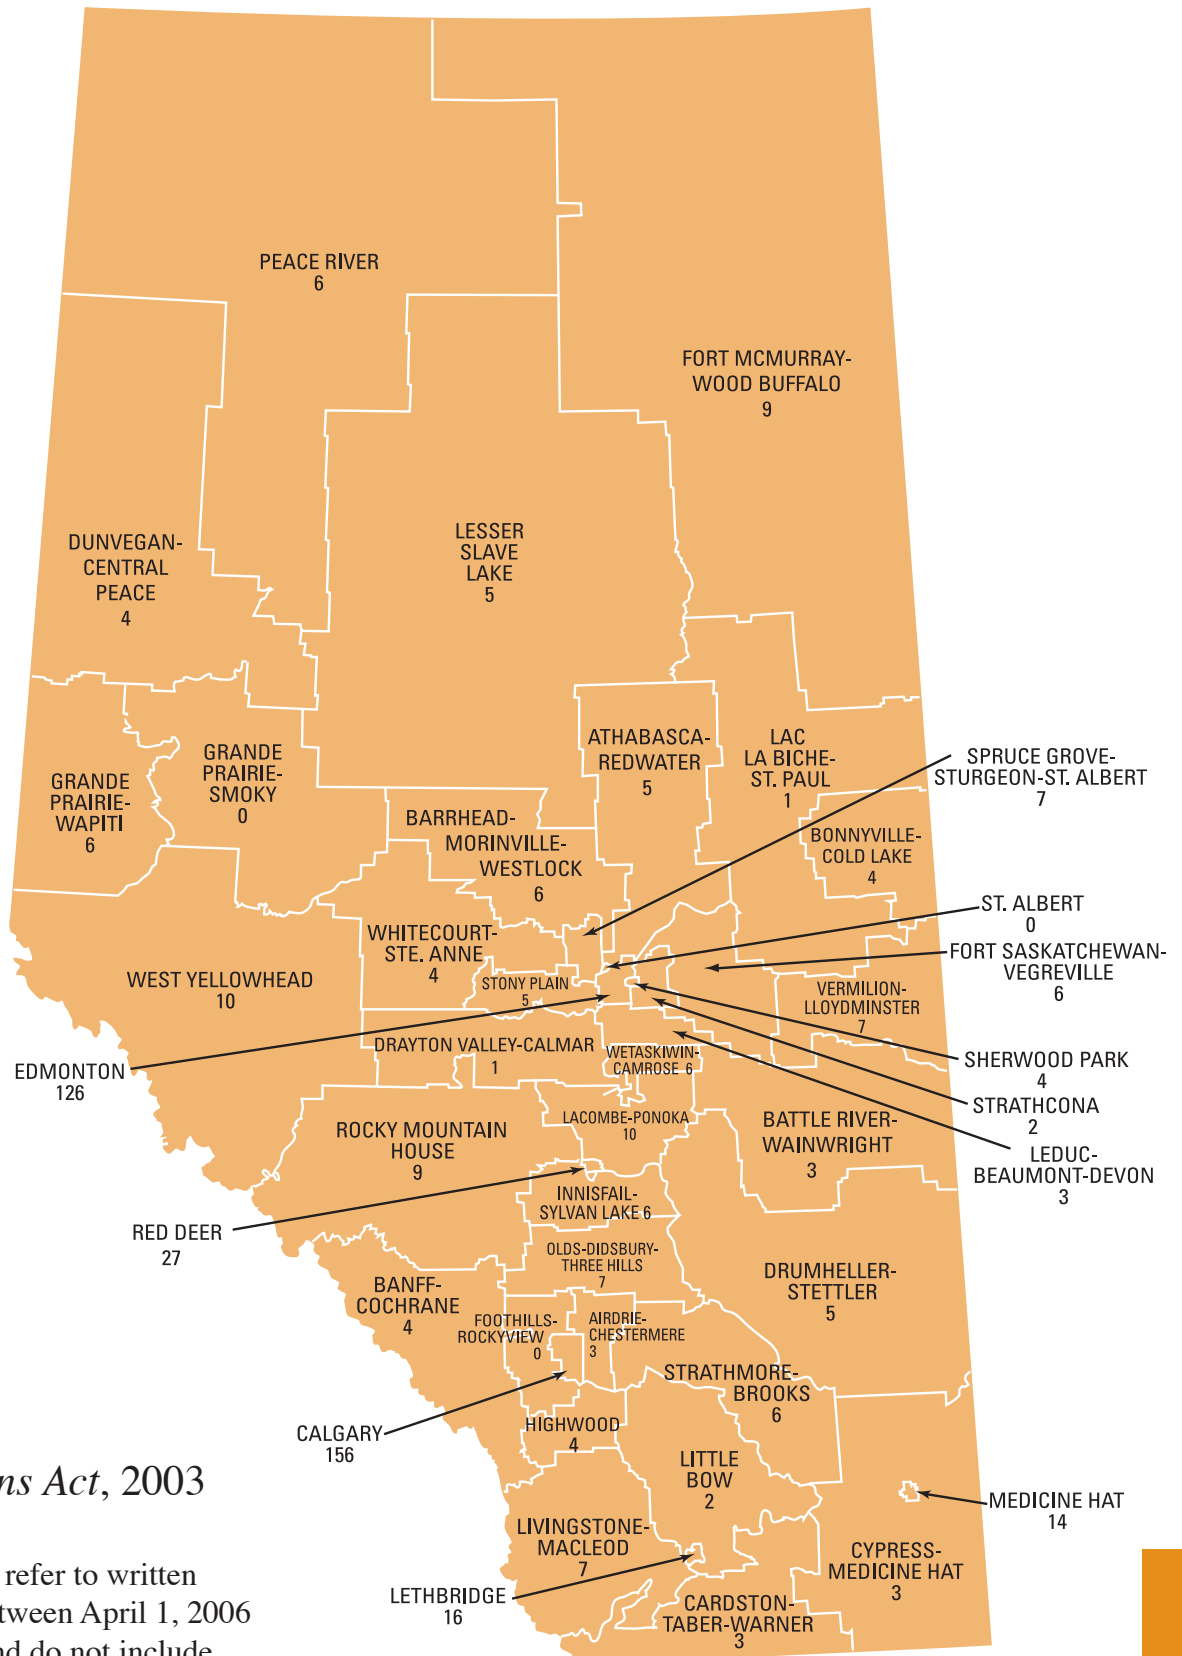 PEACE RIVER
6
FORT MCMURRAY-
WOOD BUFFALO
9
DUNVEGAN-
CENTRAL
PEACE
4
LESSER
SLAVE
LAKE
5
GRANDE
PRAIRIE-
WAPITI
6
GRANDE
PRAIRIE-
SMOKY
0
ATHABASCA-
REDWATER
5
LAC
LA BICHE-
ST. PAUL
1
SPRUCE GROVE-
STURGEON-ST. ALBERT
7
BARRHEAD-
MORINVILLE-
WESTLOCK
6
BONNYVILLE-
COLD LAKE
4
ST. ALBERT
0
WHITECOURT-
STE. ANNE
4
FORT SASKATCHEWAN-
VEGREVILLE
6
WEST YELLOWHEAD
10
STONY PLAIN
5
VERMILION-
LLOYDMINSTER
7
DRAYTON VALLEY-CALMAR
1
WETASKIWIN-
CAMROSE 6
EDMONTON
126
SHERWOOD PARK
4
STRATHCONA
2
LACOMBE-PONOKA
10
BATTLE RIVER-
WAINWRIGHT
3
ROCKY MOUNTAIN
HOUSE
9
LEDUC-
BEAUMONT-DEVON
3
INNISFAIL-
SYLVAN LAKE 6
RED DEER
27
OLDS-DIDSBURY-
THREE HILLS
7
DRUMHELLER-
STETTLER
5
BANFF-
COCHRANE
4
FOOTHILLS-
ROCKYVIEW
0
AIRDRIE-
CHESTERMERE
3
STRATHMORE-
BROOKS
6
CALGARY
156
HIGHWOOD
4
LITTLE
BOW
2
MEDICINE HAT
14
LIVINGSTONE-
MACLEOD
7
CYPRESS-
MEDICINE HAT
3
LETHBRIDGE
16
CARDSTON-
TABER-WARNER
3
ns Act, 2003
refer to written
tween April 1, 2006
nd do not include